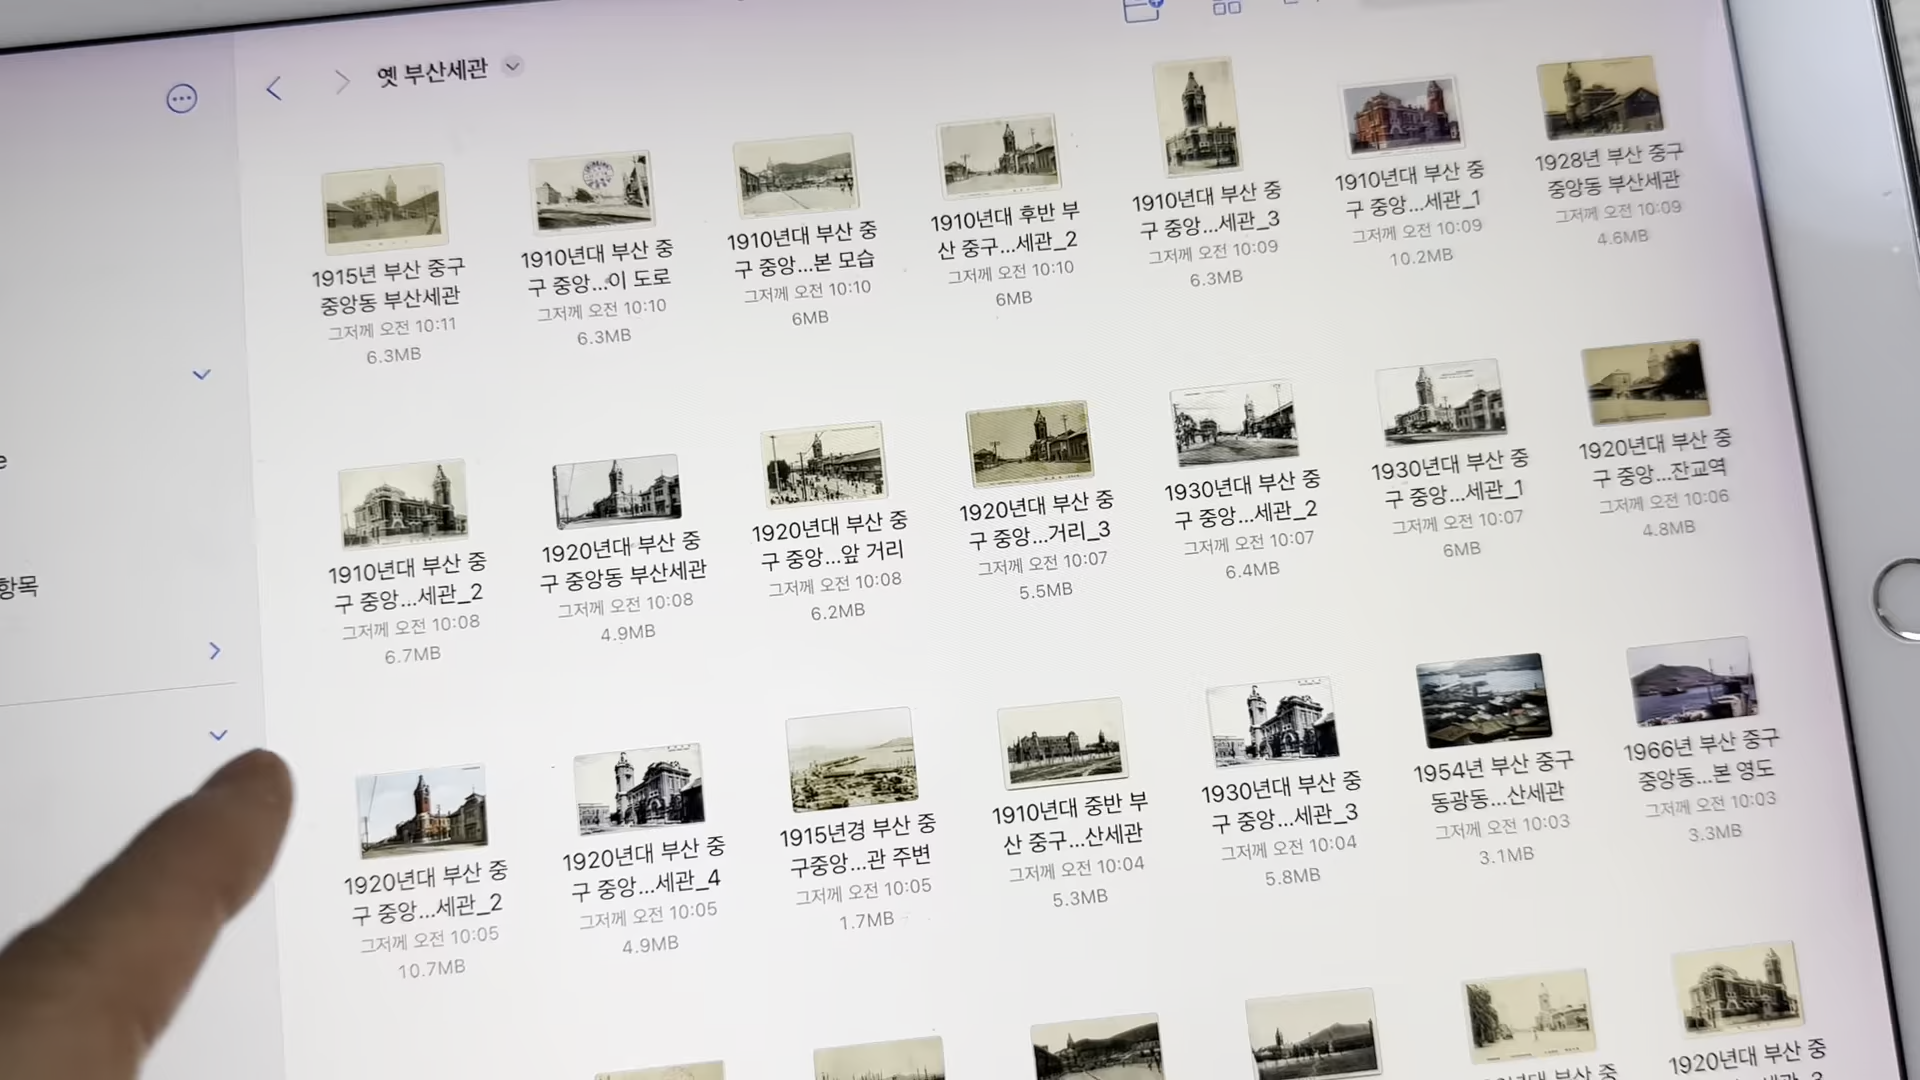 옛 부산세관
항목
1915년 부산 중구
중앙동 부산세관
그저께 오전 10:11
6.3MB
1910년대 부산 중
구 중앙...이 도로
그저께 오전 10:10
6.3MB
1910년대 부산 중
구 중앙...본 모습
그저께 오전 10:10
6MB
1910년대 후반 부
산 중구...세관_2
그저께 오전 10:10
6MB
1910년대 부산 중
구 중앙...세관_3
그저께 오전 10:09
6.3MB
1910년대 부산 중
구 중앙...세관_1
그저께 오전 10:09
10.2MB
1928년 부산 중구
중앙동 부산세관
그저께 오전 10:09
4.6MB
1910년대 부산 중
구 중앙...세관_2
그저께 오전 10:08
6.7MB
1920년대 부산 중
구 중앙동 부산세관
그저께 오전 10:08
4.9MB
1920년대 부산 중
구 중앙...앞 거리
그저께 오전 10:08
6.2MB
1920년대 부산 중
구 중앙...거리_3
그저께 오전 10:07
5.5MB
1930년대 부산 중
구 중앙...세관_2
그저께 오전 10:07
6.4MB
1930년대 부산 중
구 중앙...세관_1
그저께 오전 10:07
6MB
1920년대 부산 중
구 중앙...잔교역
그저께 오전 10:06
4.8MB
1920년대 부산 중
구 중앙...세관_2
그저께 오전 10:05
10.7MB
1920년대 부산 중
구 중앙...세관_4
그저께 오전 10:05
4.9MB
1915년경 부산 중
구중앙...관 주변
그저께 오전 10:05
1.7MB
1910년대 중반 부
산 중구...산세관
그저께 오전 10:04
5.3MB
1930년대 부산 중
구 중앙...세관_3
그저께 오전 10:04
5.8MB
1954년 부산 중구
동광동...산세관
그저께 오전 10:03
3.1MB
1966년 부산 중구
중앙동...본 영도
그저께 오전 10:03
3.3MB
부산 중
1920년대 부산 중